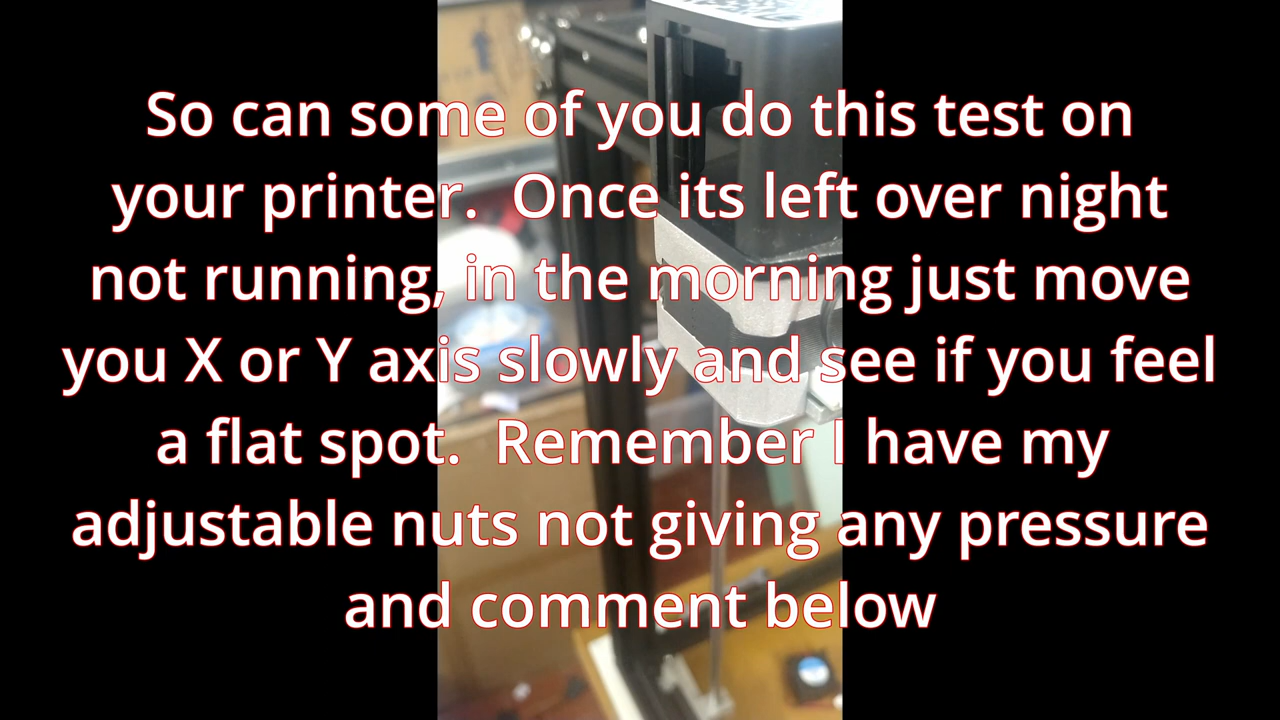 So can some of you do this test on
your printer.  Once its left over night
not running, in the morning just move
you X or Y axis slowly and see if you feel
a flat spot.  Remember I have my
adjustable nuts not giving any pressure
and comment below